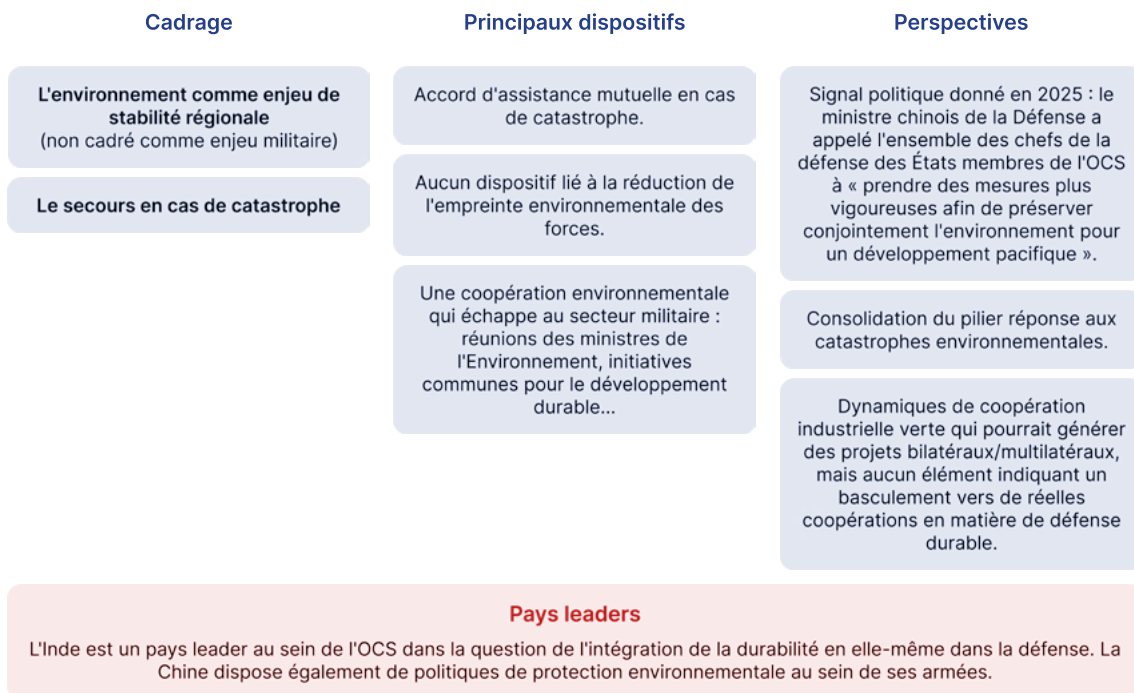 Cadrage
L'environnement comme enjeu de
stabilité régionale
(non cadré comme enjeu militaire)
Le secours en cas de catastrophe
Principaux dispositifs
Accord d'assistance mutuelle en cas
de catastrophe.
Aucun dispositif lié à la réduction de
l'empreinte environnementale des
forces.
Une coopération environnementale
qui échappe au secteur militaire :
réunions des ministres de
l'Environnement, initiatives
communes pour le développement
durable...
Perspectives
Signal politique donné en 2025 : le
ministre chinois de la Défense a
appelé l'ensemble des chefs de la
défense des États membres de l'OCS
à « prendre des mesures plus
vigoureuses afin de préserver
conjointement l'environnement pour
un développement pacifique ».
Consolidation du pilier réponse aux
catastrophes environnementales.
Dynamiques de coopération
industrielle verte qui pourrait générer
des projets bilatéraux/multilatéraux,
mais aucun élément indiquant un
basculement vers de réelles
coopérations en matière de défense
durable.
Pays leaders
L'Inde est un pays leader au sein de l'OCS dans la question de l'intégration de la durabilité en elle-même dans la défense. La
Chine dispose également de politiques de protection environnementale au sein de ses armées.